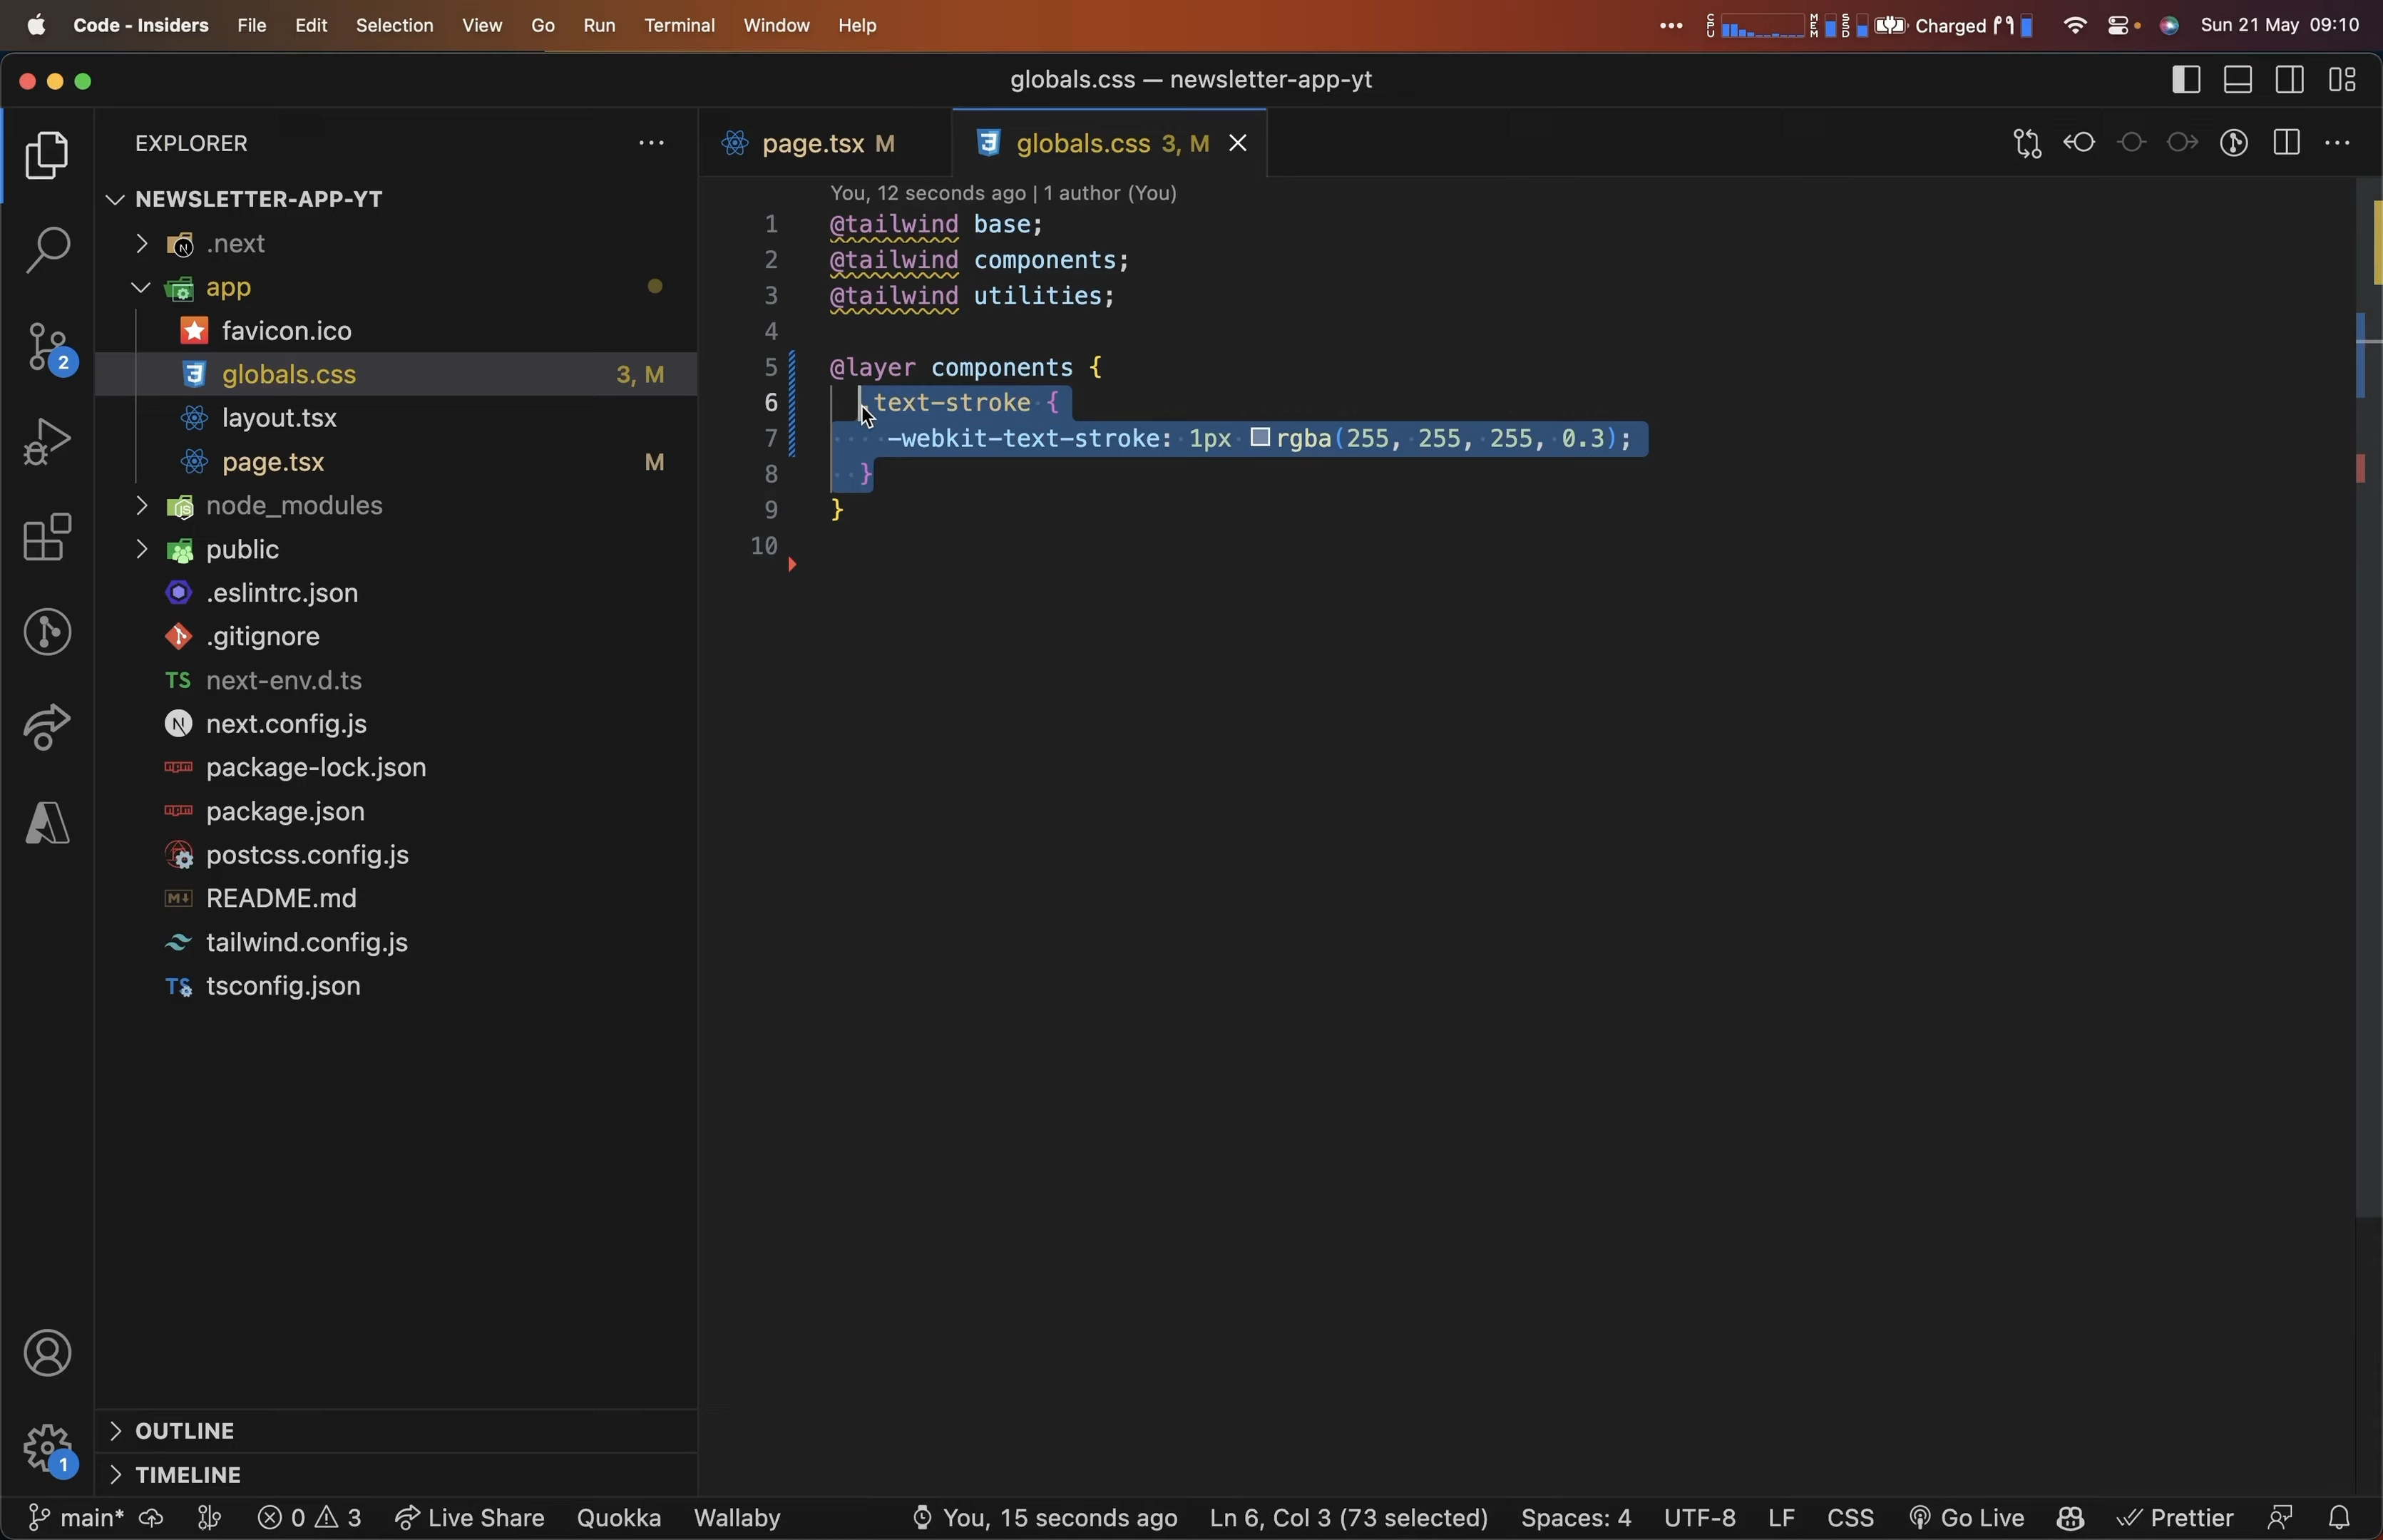 Code - Insiders File Edit Selection View Go Run Terminal Window Help ••• CPU MEM SSD Charged Sun 21 May 09:10
globals.css — newsletter-app-yt
EXPLORER ···
page.tsx M globals.css 3, M
NEWSLETTER-APP-YT
.next
app
favicon.ico
globals.css 3, M
layout.tsx
page.tsx M
node_modules
public
.eslintrc.json
.gitignore
TS next-env.d.ts
N next.config.js
package-lock.json
package.json
postcss.config.js
README.md
tailwind.config.js
TS tsconfig.json
OUTLINE
TIMELINE
2
1
You, 12 seconds ago | 1 author (You)
1 @tailwind base;
2 @tailwind components;
3 @tailwind utilities;
4
5 @layer components {
6 .text-stroke {
7 -webkit-text-stroke: 1px rgba(255, 255, 255, 0.3);
8 }
9 }
10
main* 0 3 Live Share Quokka Wallaby You, 15 seconds ago Ln 6, Col 3 (73 selected) Spaces: 4 UTF-8 LF CSS Go Live Prettier